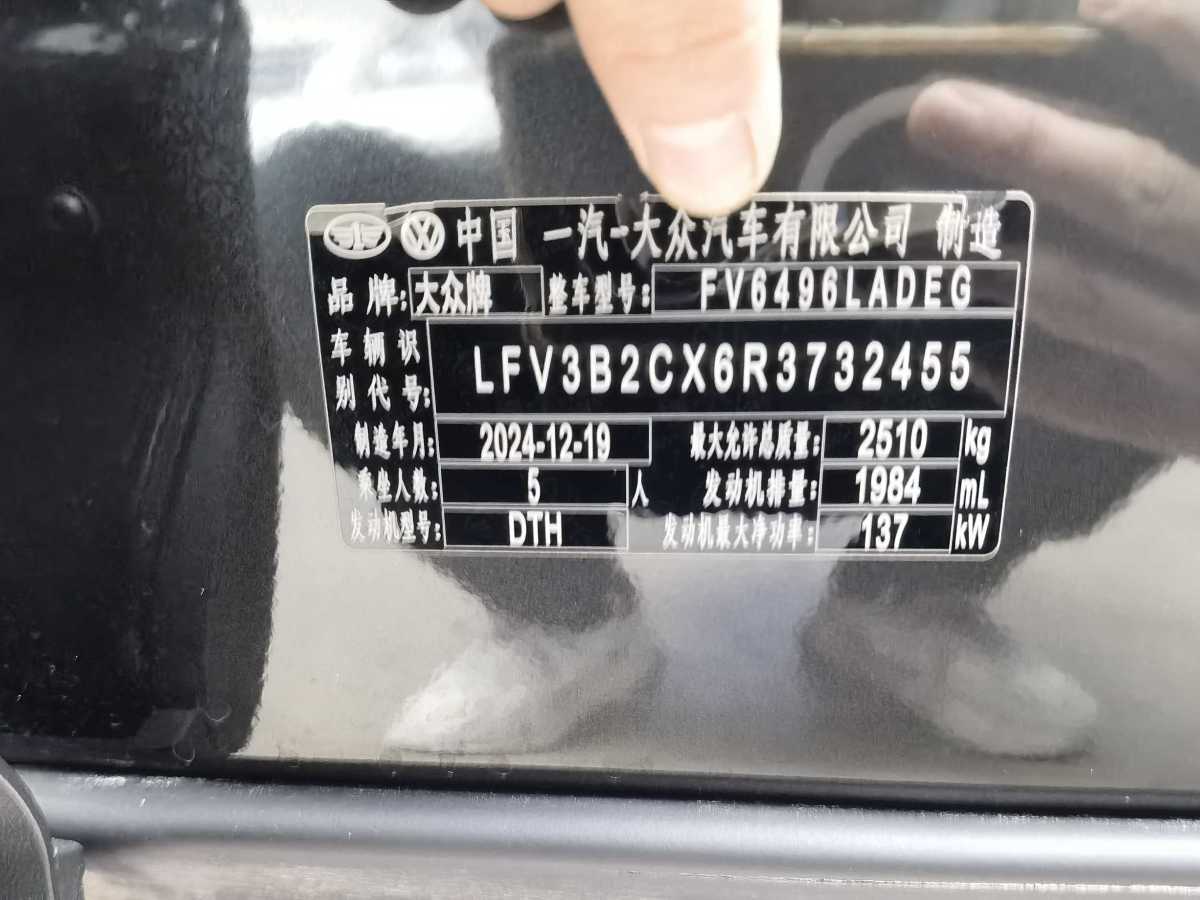 中国 一汽-大众汽车有限公司 制造
品牌: 大众牌 整车型号: FV6496LADEG
车辆识别代号: LFV3B2CX6R3732455
制造年月: 2024-12-19 最大允许总质量: 2510 kg
乘坐人数: 5 人 发动机排量: 1984 mL
发动机型号: DTH 发动机最大净功率: 137 kW